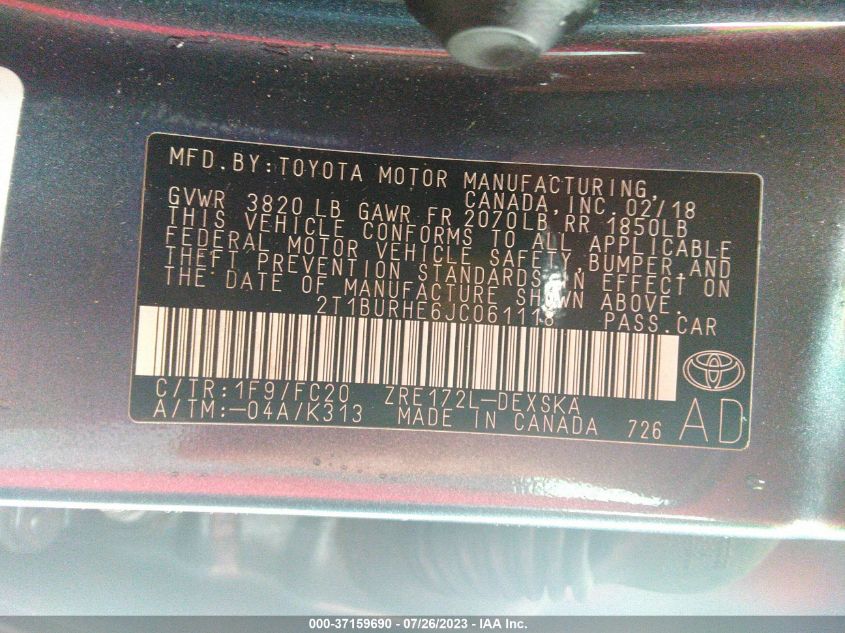 MFD. BY: TOYOTA MOTOR MANUFACTURING,
CANADA, INC. 02/18
GVWR 3820 LB GAWR FR 2070LB RR 1850LB
THIS VEHICLE CONFORMS TO ALL APPLICABLE
FEDERAL MOTOR VEHICLE SAFETY, BUMPER, AND
THEFT PREVENTION STANDARDS IN EFFECT ON
THE DATE OF MANUFACTURE SHOWN ABOVE.
2T1BURHE6JC061118 PASS. CAR
C/TR: 1F9/FC20 ZRE172L-DEXSKA
A/TM: -04A/K313 MADE IN CANADA 726 AD
000-37159690 - 07/26/2023 - IAA Inc.